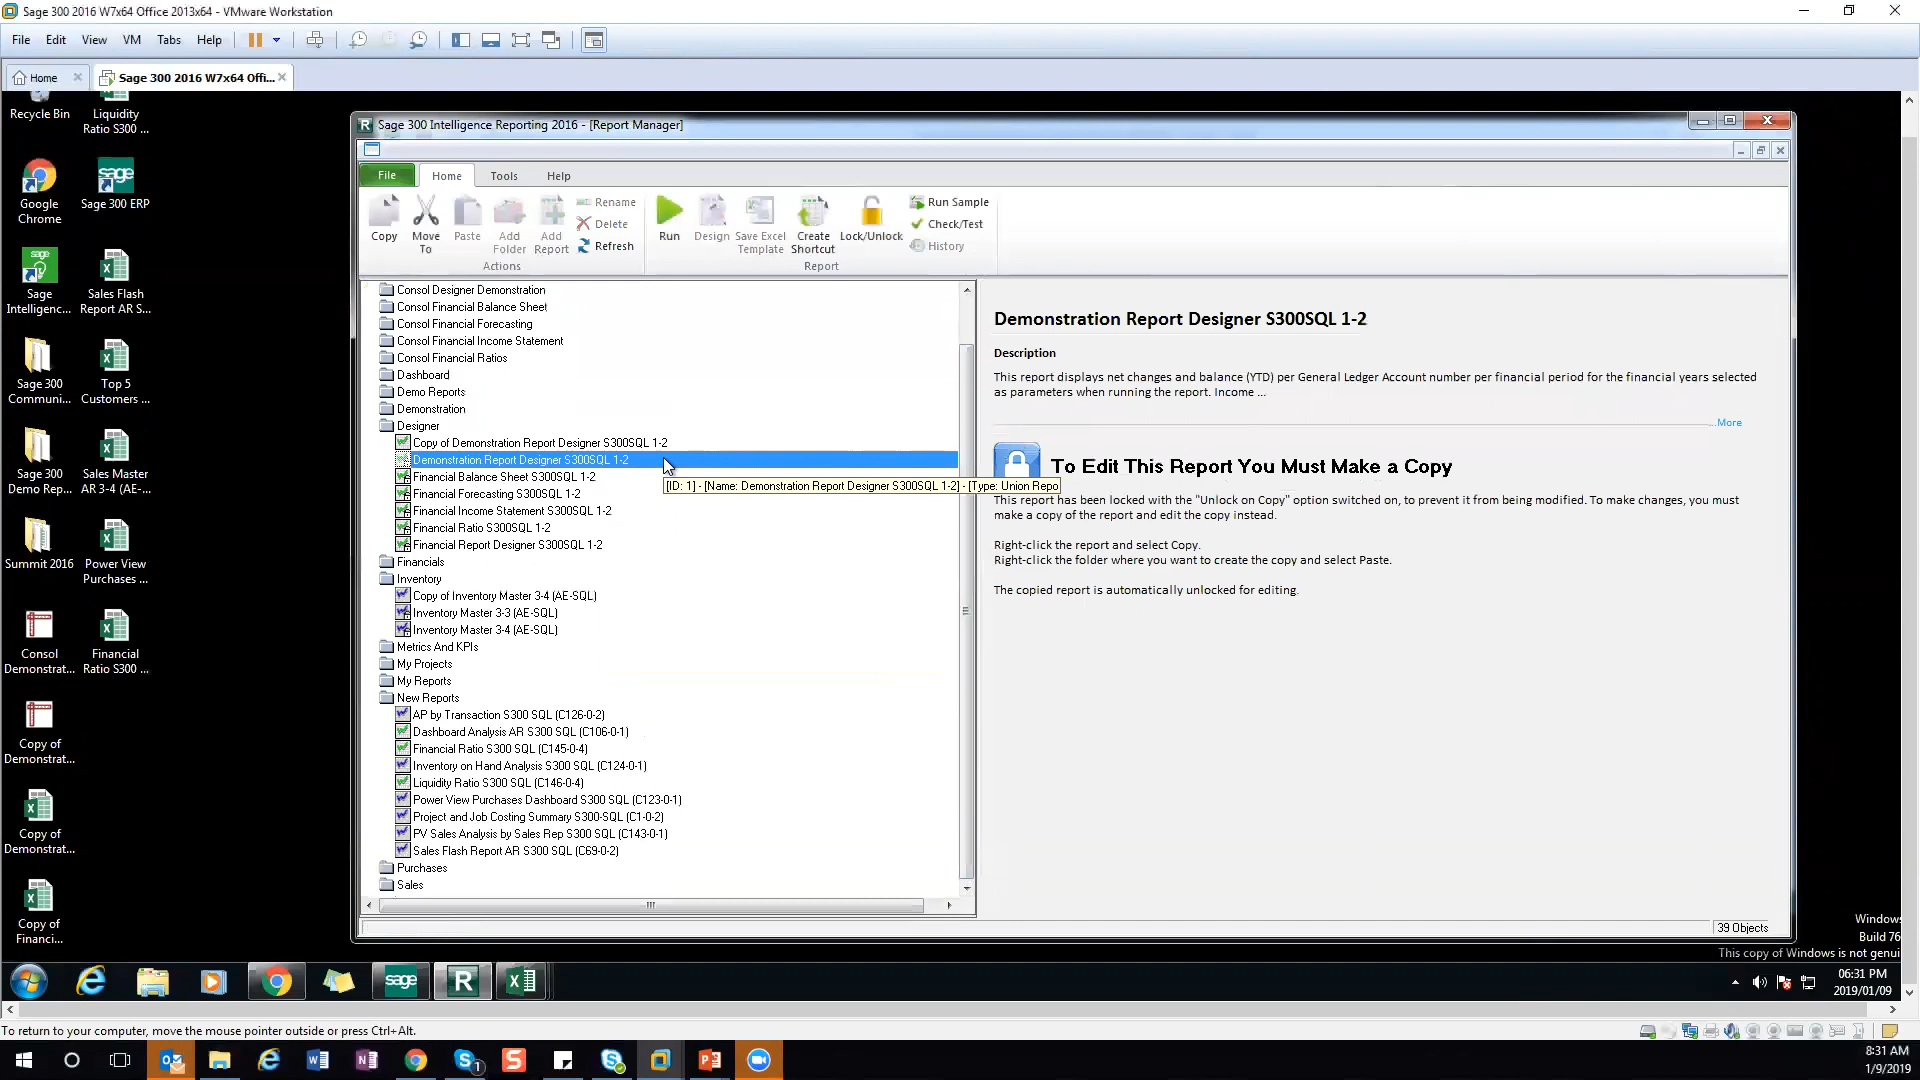 Sage 300 2016 W7x64 Office 2013x64 - VMware Workstation
File Edit View VM Tabs Help
Home Sage 300 2016 W7x64 Offi...
Recycle Bin
Liquidity
Ratio S300 ...
Google
Chrome
Sage 300 ERP
Sage
Intelligenc...
Sales Flash
Report AR S...
Sage 300
Communi...
Top 5
Customers ...
Sage 300
Demo Rep...
Sales Master
AR 3-4 (AE-...
Summit 2016
Power View
Purchases ...
Consol
Demonstrat...
Financial
Ratio S300 ...
Copy of
Demonstrat...
Copy of
Demonstrat...
Copy of
Financi...
Sage 300 Intelligence Reporting 2016 - [Report Manager]
File Home Tools Help
Copy
Move To
Paste
Add Folder
Add Report
Rename
Delete
Refresh
Actions
Run
Design
Save Excel Template
Create Shortcut
Lock/Unlock
Run Sample
Check/Test
History
Report
Consol Designer Demonstration
Consol Financial Balance Sheet
Consol Financial Forecasting
Consol Financial Income Statement
Consol Financial Ratios
Dashboard
Demo Reports
Demonstration
Designer
Copy of Demonstration Report Designer S300SQL 1-2
Demonstration Report Designer S300SQL 1-2
Financial Balance Sheet S300SQL 1-2
Financial Forecasting S300SQL 1-2
Financial Income Statement S300SQL 1-2
Financial Ratio S300SQL 1-2
Financial Report Designer S300SQL 1-2
Financials
Inventory
Copy of Inventory Master 3-4 (AE-SQL)
Inventory Master 3-3 (AE-SQL)
Inventory Master 3-4 (AE-SQL)
Metrics And KPIs
My Projects
My Reports
New Reports
AP by Transaction S300 SQL (C126-0-2)
Dashboard Analysis AR S300 SQL (C106-0-1)
Financial Ratio S300 SQL (C145-0-4)
Inventory on Hand Analysis S300 SQL (C124-0-1)
Liquidity Ratio S300 SQL (C146-0-4)
Power View Purchases Dashboard S300 SQL (C123-0-1)
Project and Job Costing Summary S300-SQL (C1-0-2)
PV Sales Analysis by Sales Rep S300 SQL (C143-0-1)
Sales Flash Report AR S300 SQL (C69-0-2)
Purchases
Sales
[ID: 1] - [Name: Demonstration Report Designer S300SQL 1-2] - [Type: Union Repo
Demonstration Report Designer S300SQL 1-2
Description
This report displays net changes and balance (YTD) per General Ledger Account number per financial period for the financial years selected
as parameters when running the report. Income ...
...More
To Edit This Report You Must Make a Copy
This report has been locked with the "Unlock on Copy" option switched on, to prevent it from being modified. To make changes, you must
make a copy of the report and edit the copy instead.
Right-click the report and select Copy.
Right-click the folder where you want to create the copy and select Paste.
The copied report is automatically unlocked for editing.
39 Objects
Windows
Build 76
This copy of Windows is not genui
sage
R
06:31 PM
2019/01/09
To return to your computer, move the mouse pointer outside or press Ctrl+Alt.
8:31 AM
1/9/2019